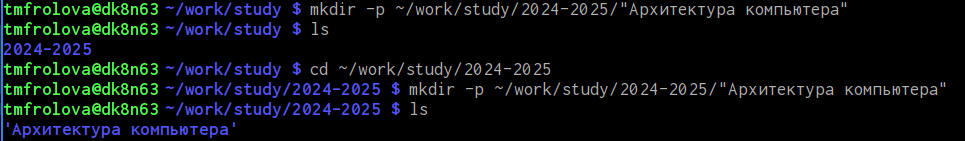 tmfrolova@dk8n63 ~/work/study $ mkdir -p ~/work/study/2024-2025/"Архитектура компьютера"
tmfrolova@dk8n63 ~/work/study $ ls
2024-2025
tmfrolova@dk8n63 ~/work/study $ cd ~/work/study/2024-2025
tmfrolova@dk8n63 ~/work/study/2024-2025 $ mkdir -p ~/work/study/2024-2025/"Архитектура компьютера"
tmfrolova@dk8n63 ~/work/study/2024-2025 $ ls
'Архитектура компьютера'